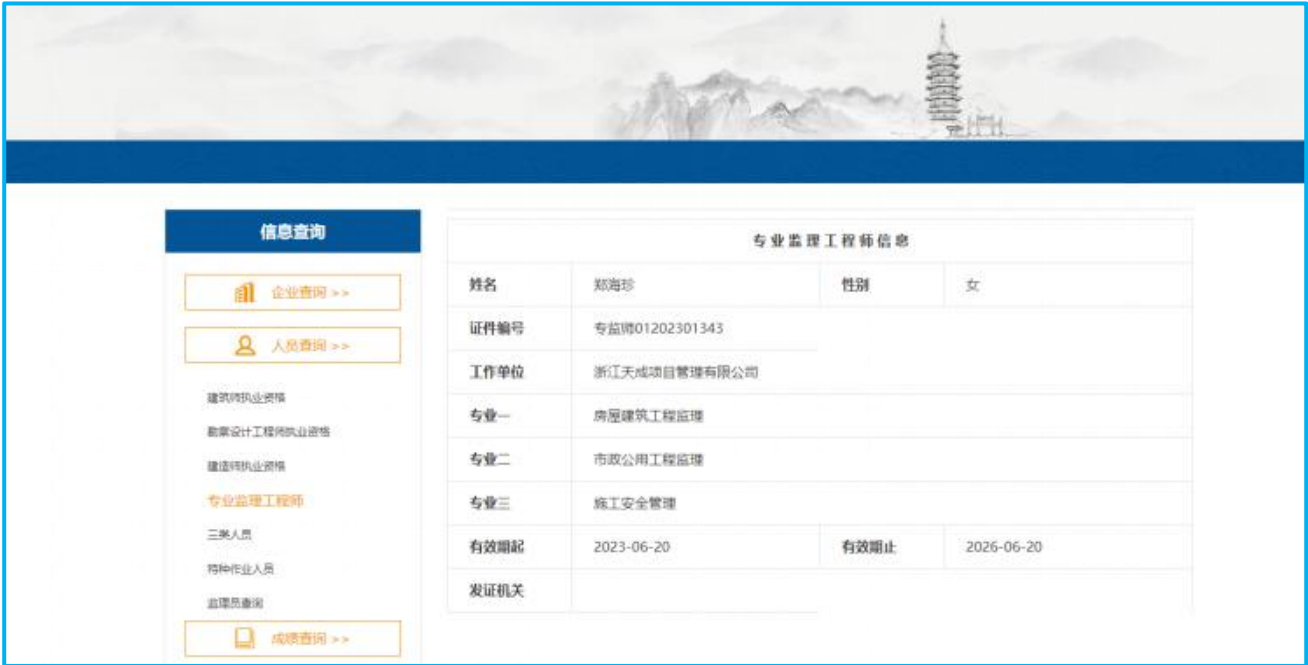 信息查询
企业查询 >>
人员查询 >>
建筑师执业资格
勘察设计工程师执业资格
建造师执业资格
专业监理工程师
三类人员
特种作业人员
监理员查询
成绩查询 >>
专业监理工程师信息
姓名 郑海珍 性别 女
证件编号 专监师01202301343
工作单位 浙江天成项目管理有限公司
专业一 房屋建筑工程监理
专业二 市政公用工程监理
专业三 施工安全管理
有效期起 2023-06-20 有效期止 2026-06-20
发证机关